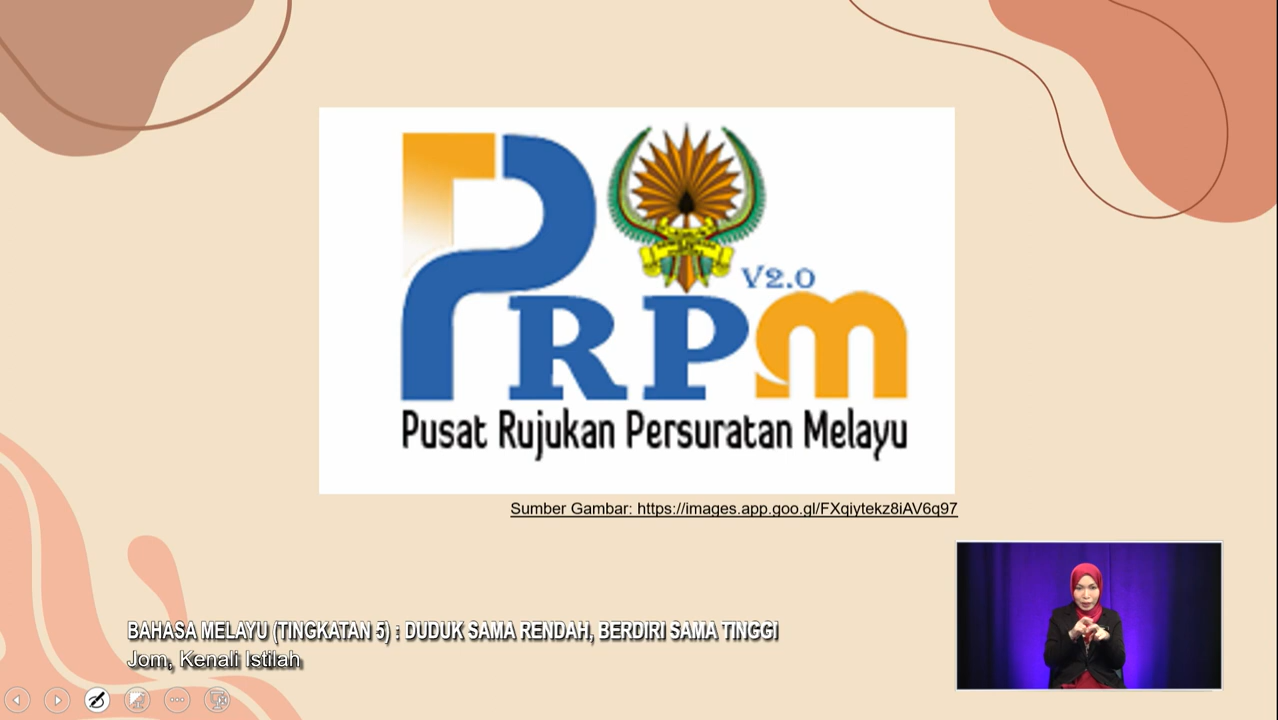 V2.0
PRPm
Pusat Rujukan Persuratan Melayu
Sumber Gambar: https://images.app.goo.gl/FXqiytekz8iAV6q97
BAHASA MELAYU (TINGKATAN 5) : DUDUK SAMA RENDAH, BERDIRI SAMA TINGGI
Jom, Kenali Istilah